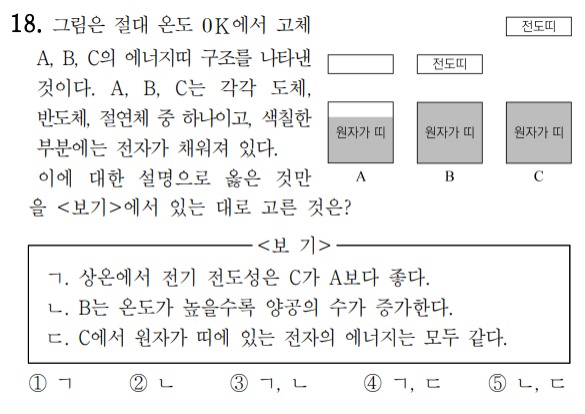 18. 그림은 절대 온도 0K에서 고체
A, B, C의 에너지띠 구조를 나타낸
것이다. A, B, C는 각각 도체,
반도체, 절연체 중 하나이고, 색칠한
부분에는 전자가 채워져 있다.
이에 대한 설명으로 옳은 것만
을 <보기>에서 있는 대로 고른 것은?
전도띠
전도띠
원자가 띠 원자가 띠 원자가 띠
A B C
<보 기>
ㄱ. 상온에서 전기 전도성은 C가 A보다 좋다.
ㄴ. B는 온도가 높을수록 양공의 수가 증가한다.
ㄷ. C에서 원자가 띠에 있는 전자의 에너지는 모두 같다.
① ㄱ ② ㄴ ③ ㄱ, ㄴ ④ ㄱ, ㄷ ⑤ ㄴ, ㄷ